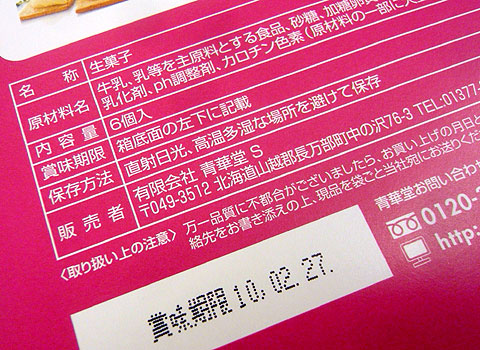 名 称 生菓子
原材料名 牛乳、乳等を主原料とする食品、砂糖、加糖卵
乳化剤、ph調整剤、カロチン色素(原材料の一部に
内容量 6個入
賞味期限 箱底面の左下に記載
保存方法 直射日光、高温多湿な場所を避けて保存
販売者 有限会社 青華堂 S
〒049-3512 北海道山越郡長万部町中の沢76-3 TEL:01377-
〈取り扱い上の注意〉 万一品質に不都合がございましたら、お買い上げの月日と
絡先をお書き添えの上、現品を袋ごと当社宛にお送りくだ
青華堂お問い合わせ
0120-
http:
賞味期限10.02.27.